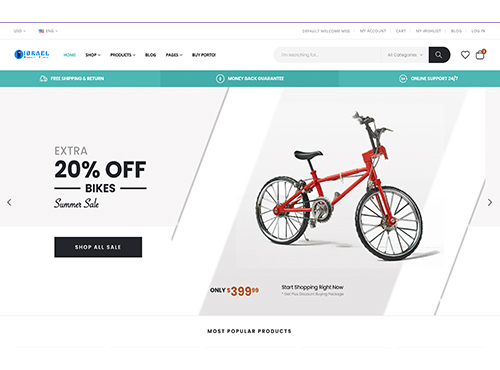 USD ENG DEFAULT WELCOME MSG MY ACCOUNT CART MY WISHLIST BLOG LOG IN
HOME SHOP PRODUCTS BLOG PAGES BUY PORTO! I'm searching for... All Categories
FREE SHIPPING & RETURN MONEY BACK GUARANTEE ONLINE SUPPORT 24/7
EXTRA
20% OFF
BIKES
Summer Sale
SHOP ALL SALE
ONLY $399.99
Start Shopping Right Now
* Get Plus Discount Buying Package
MOST POPULAR PRODUCTS